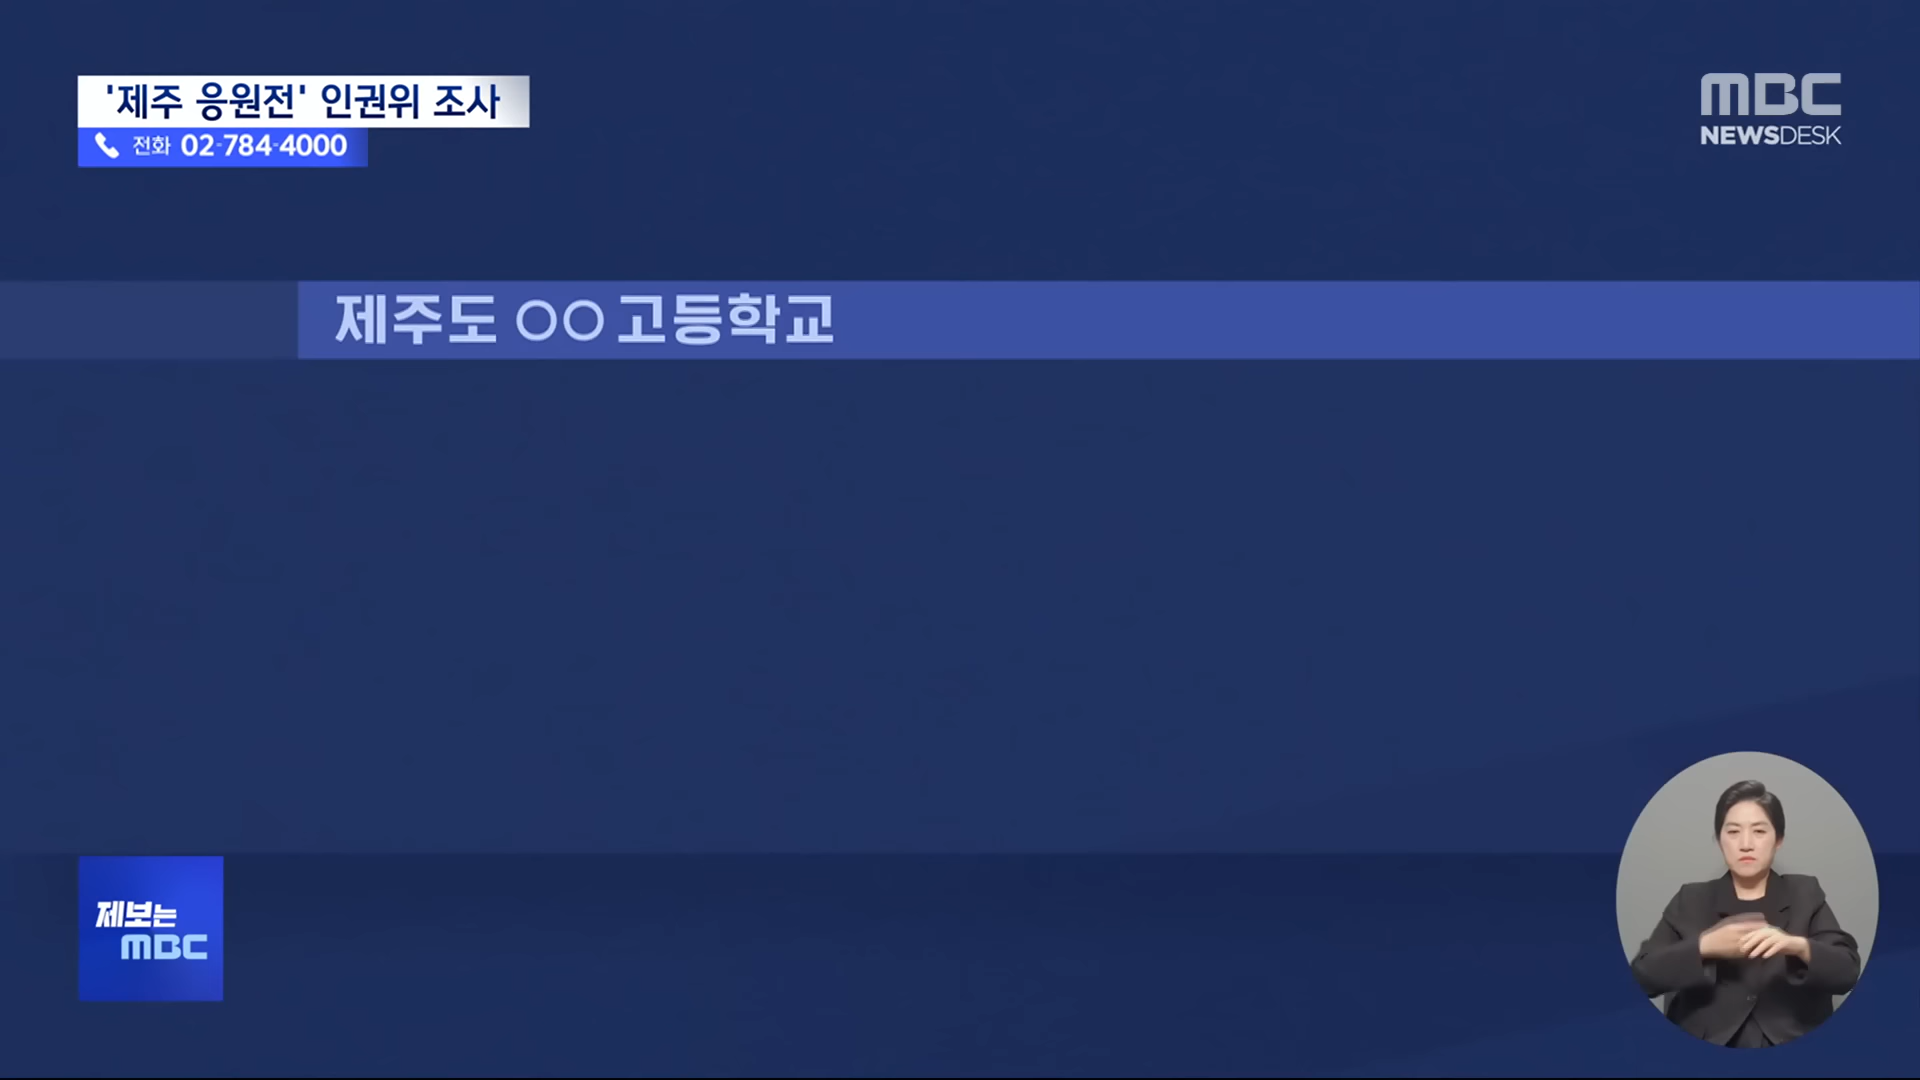 '제주 응원전' 인권위 조사
전화 02-784-4000
MBC
NEWSDESK
제주도 ○○고등학교
제보는
MBC